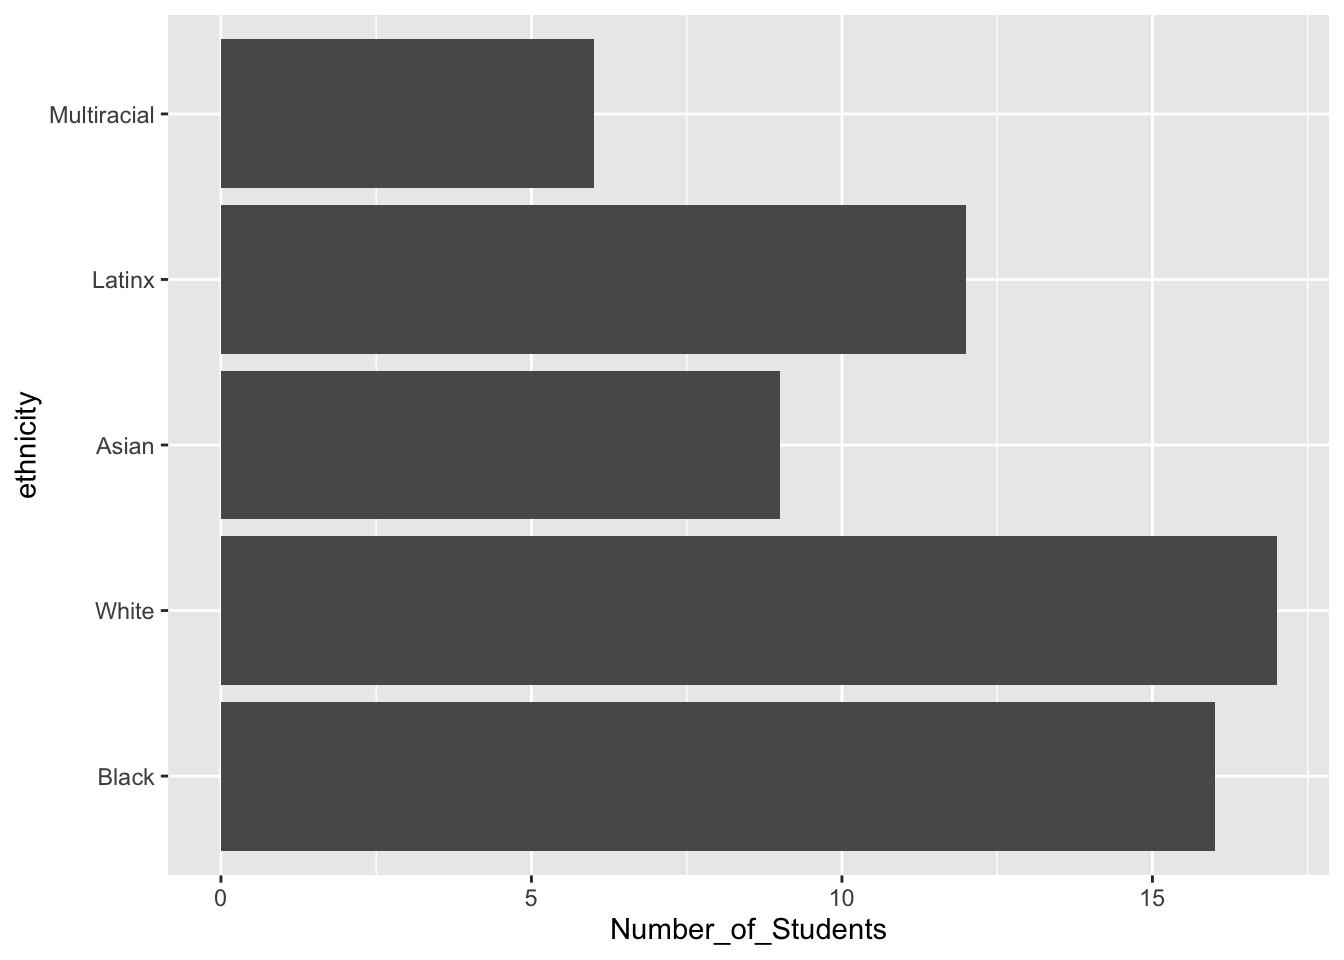 Multiracial
Latinx
Asian
White
Black
ethnicity
0 5 10 15
Number_of_Students